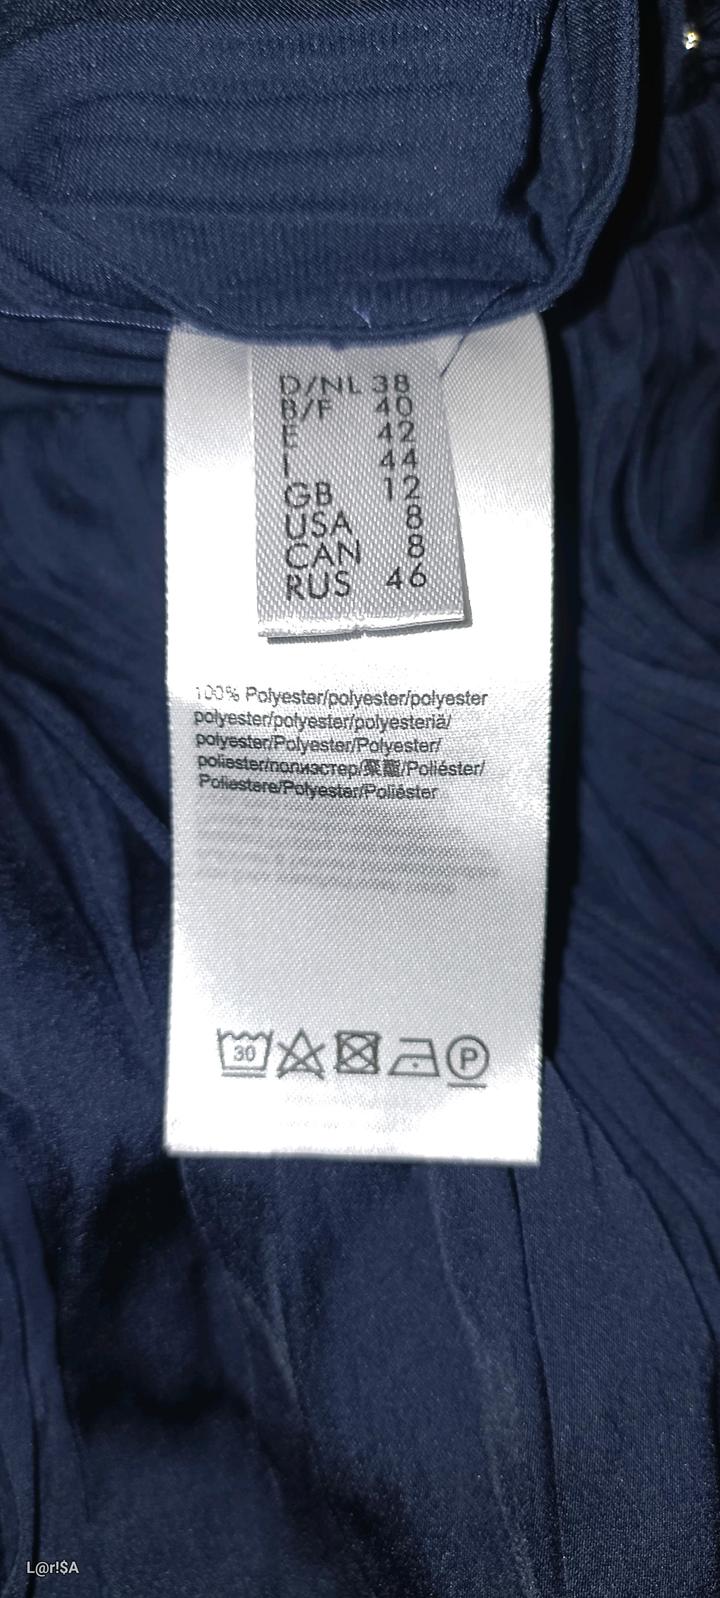 D/NL 38
B/F 40
E 42
I 44
GB 12
USA 8
CAN 8
RUS 46
100% Polyester/polyester/polyester
polyester/polyester/polyesteriä/
polyester/Polyester/Polyester/
poliester/полиэстер/聚酯/Poliéster/
Poliestere/Polyester/Poliéster
30
P
L@r!$A